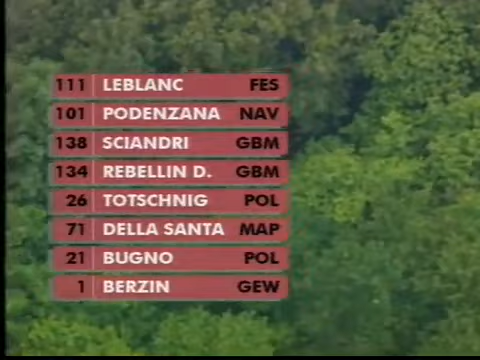 111 LEBLANC FES
101 PODENZANA NAV
138 SCIANDRI GBM
134 REBELLIN D. GBM
26 TOTSCHNIG POL
71 DELLA SANTA MAP
21 BUGNO POL
1 BERZIN GEW